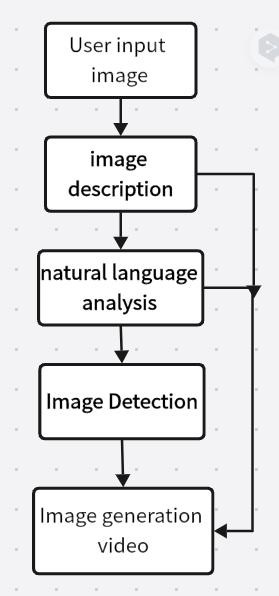 User input
image
image
description
natural language
analysis
Image Detection
Image generation
video